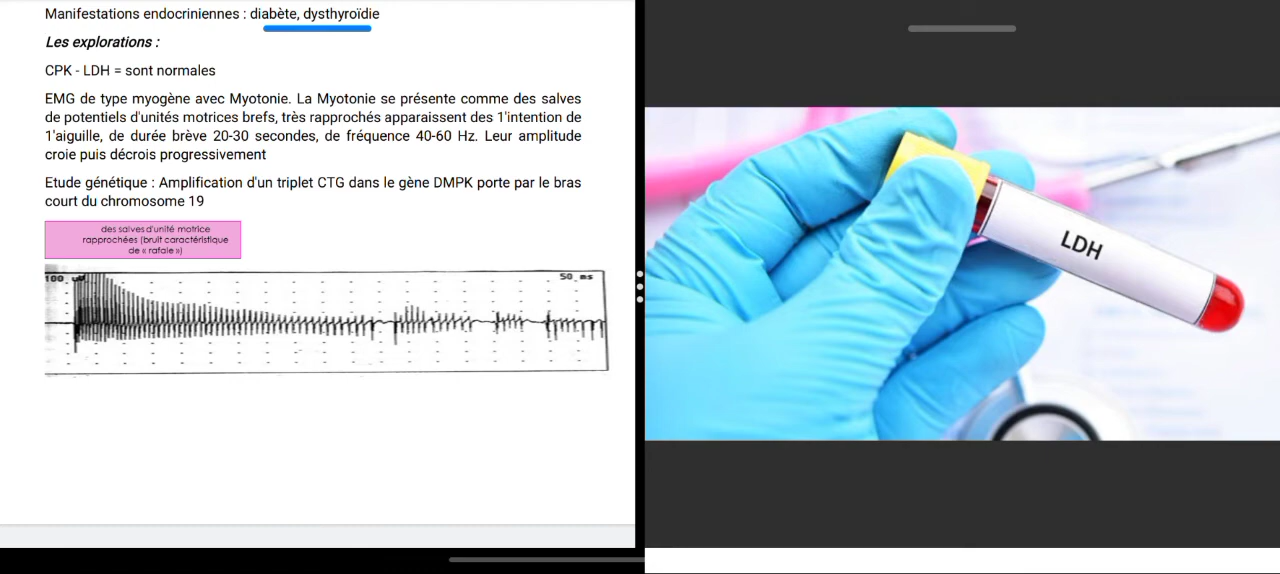 Manifestations endocriniennes : diabète, dysthyroïdie
Les explorations :
CPK - LDH = sont normales
EMG de type myogène avec Myotonie. La Myotonie se présente comme des salves
de potentiels d'unités motrices brefs, très rapprochés apparaissent des 1'intention de
1'aiguille, de durée brève 20-30 secondes, de fréquence 40-60 Hz. Leur amplitude
croie puis décrois progressivement
Etude génétique : Amplification d'un triplet CTG dans le gène DMPK porte par le bras
court du chromosome 19
des salves d'unité motrice
rapprochées (bruit caractéristique
de « rafale »)
100
50 ms
LDH